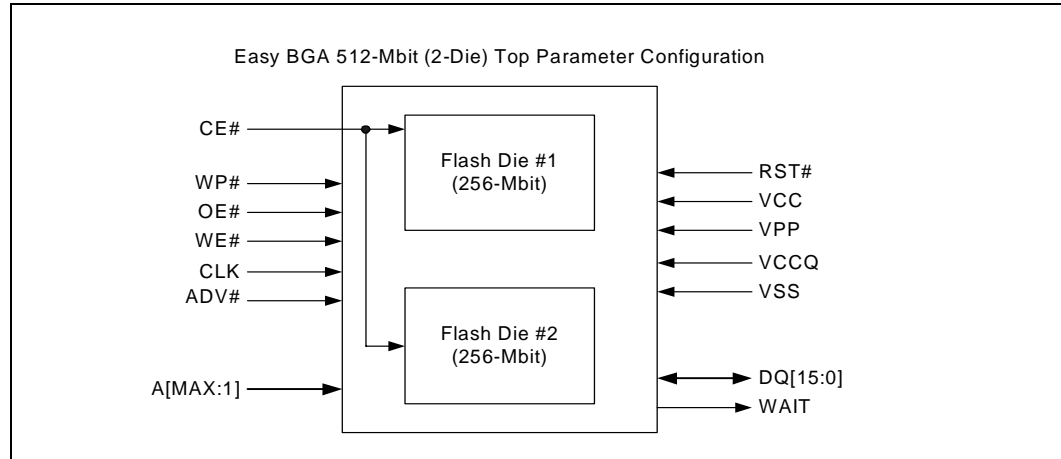 Easy BGA 512-Mbit (2-Die) Top Parameter Configuration
CE#
WP#
OE#
WE#
CLK
ADV#
A[MAX:1]
Flash Die #1
(256-Mbit)
Flash Die #2
(256-Mbit)
RST#
VCC
VPP
VCCQ
VSS
DQ[15:0]
WAIT